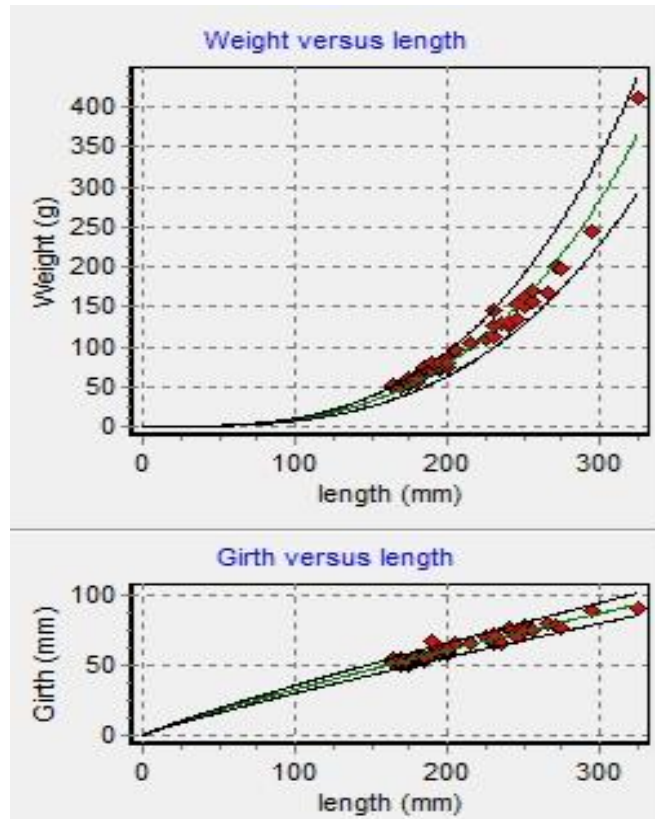 Weight versus length
Weight (g)
400
350
300
250
200
150
100
50
0
0 100 200 300
length (mm)
Girth versus length
Girth (mm)
100
50
0
0 100 200 300
length (mm)